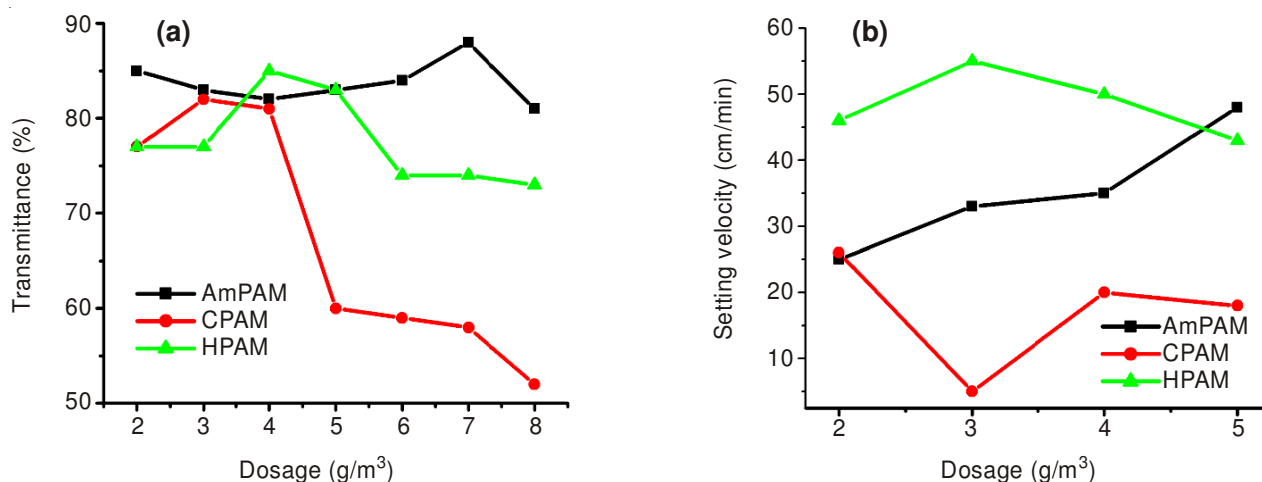 (a)
90
80
70
60
50
Transmittance (%)
AmPAM
CPAM
HPAM
2 3 4 5 6 7 8
Dosage (g/m³)
(b)
60
50
40
30
20
10
Setting velocity (cm/min)
AmPAM
CPAM
HPAM
2 3 4 5
Dosage (g/m³)